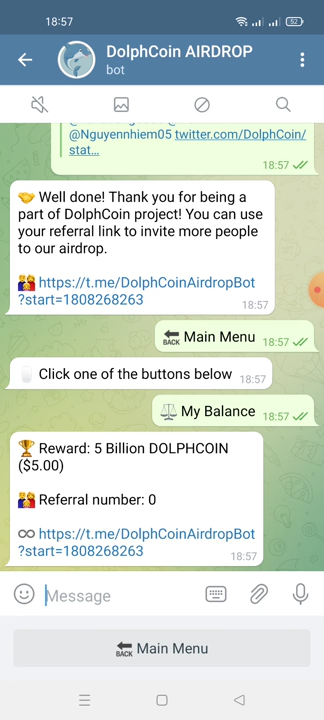 18:57
52
DolphCoin AIRDROP
bot
@Nguyennhiem05 twitter.com/DolphCoin/
stat...
18:57
Well done! Thank you for being a
part of DolphCoin project! You can use
your referral link to invite more people
to our airdrop.
https://t.me/DolphCoinAirdropBot
?start=1808268263
18:57
BACK Main Menu
18:57
Click one of the buttons below
18:57
My Balance
18:57
Reward: 5 Billion DOLPHCOIN
($5.00)
Referral number: 0
https://t.me/DolphCoinAirdropBot
?start=1808268263
18:57
Message
BACK Main Menu